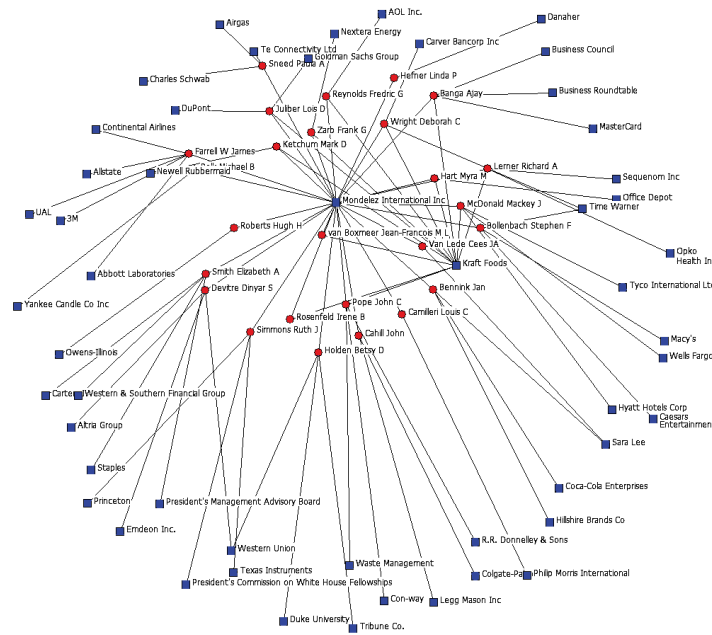 AOL Inc.
Airgas
Danaher
Nextera Energy
Carver Bancorp Inc
Te Connectivity Ltd
Business Council
Goldman Sachs Group
Sneed Paula A
Charles Schwab
Hefner Linda P
Banga Ajay
Business Roundtable
Reynolds Fredric G
DuPont
Juliber Lois D
Wright Deborah C
MasterCard
Continental Airlines
Zarb Frank G
Ketchum Mark D
Farrell W James
Michael B
Lerner Richard A
Allstate
Newell Rubbermaid
Hart Myra M
Sequenom Inc
Office Depot
Mondelez International Inc
McDonald Mackey J
Time Warner
UAL
3M
Roberts Hugh H
Bollenbach Stephen F
van Boxmeer Jean-Francois M L
Van Lede Cees JA
Opko
Health In
Kraft Foods
Abbott Laboratories
Smith Elizabeth A
Devitre Dinyar S
Bennink Jan
Tyco International Lt
Yankee Candle Co Inc
Pope John C
Camilleri Louis C
Rosenfeld Irene B
Simmons Ruth J
Cahill John
Macy's
Owens-Illinois
Holden Betsy D
Wells Fargo
Carter
Western & Southern Financial Group
Hyatt Hotels Corp
Caesars
Entertainmen
Altria Group
Sara Lee
Staples
Coca-Cola Enterprises
Princeton
President's Management Advisory Board
Emdeon Inc.
Hillshire Brands Co
R.R. Donnelley & Sons
Western Union
Waste Management
Texas Instruments
Colgate-Pa
Philip Morris International
President's Commission on White House Fellowships
Con-way
Legg Mason Inc
Duke University
Tribune Co.